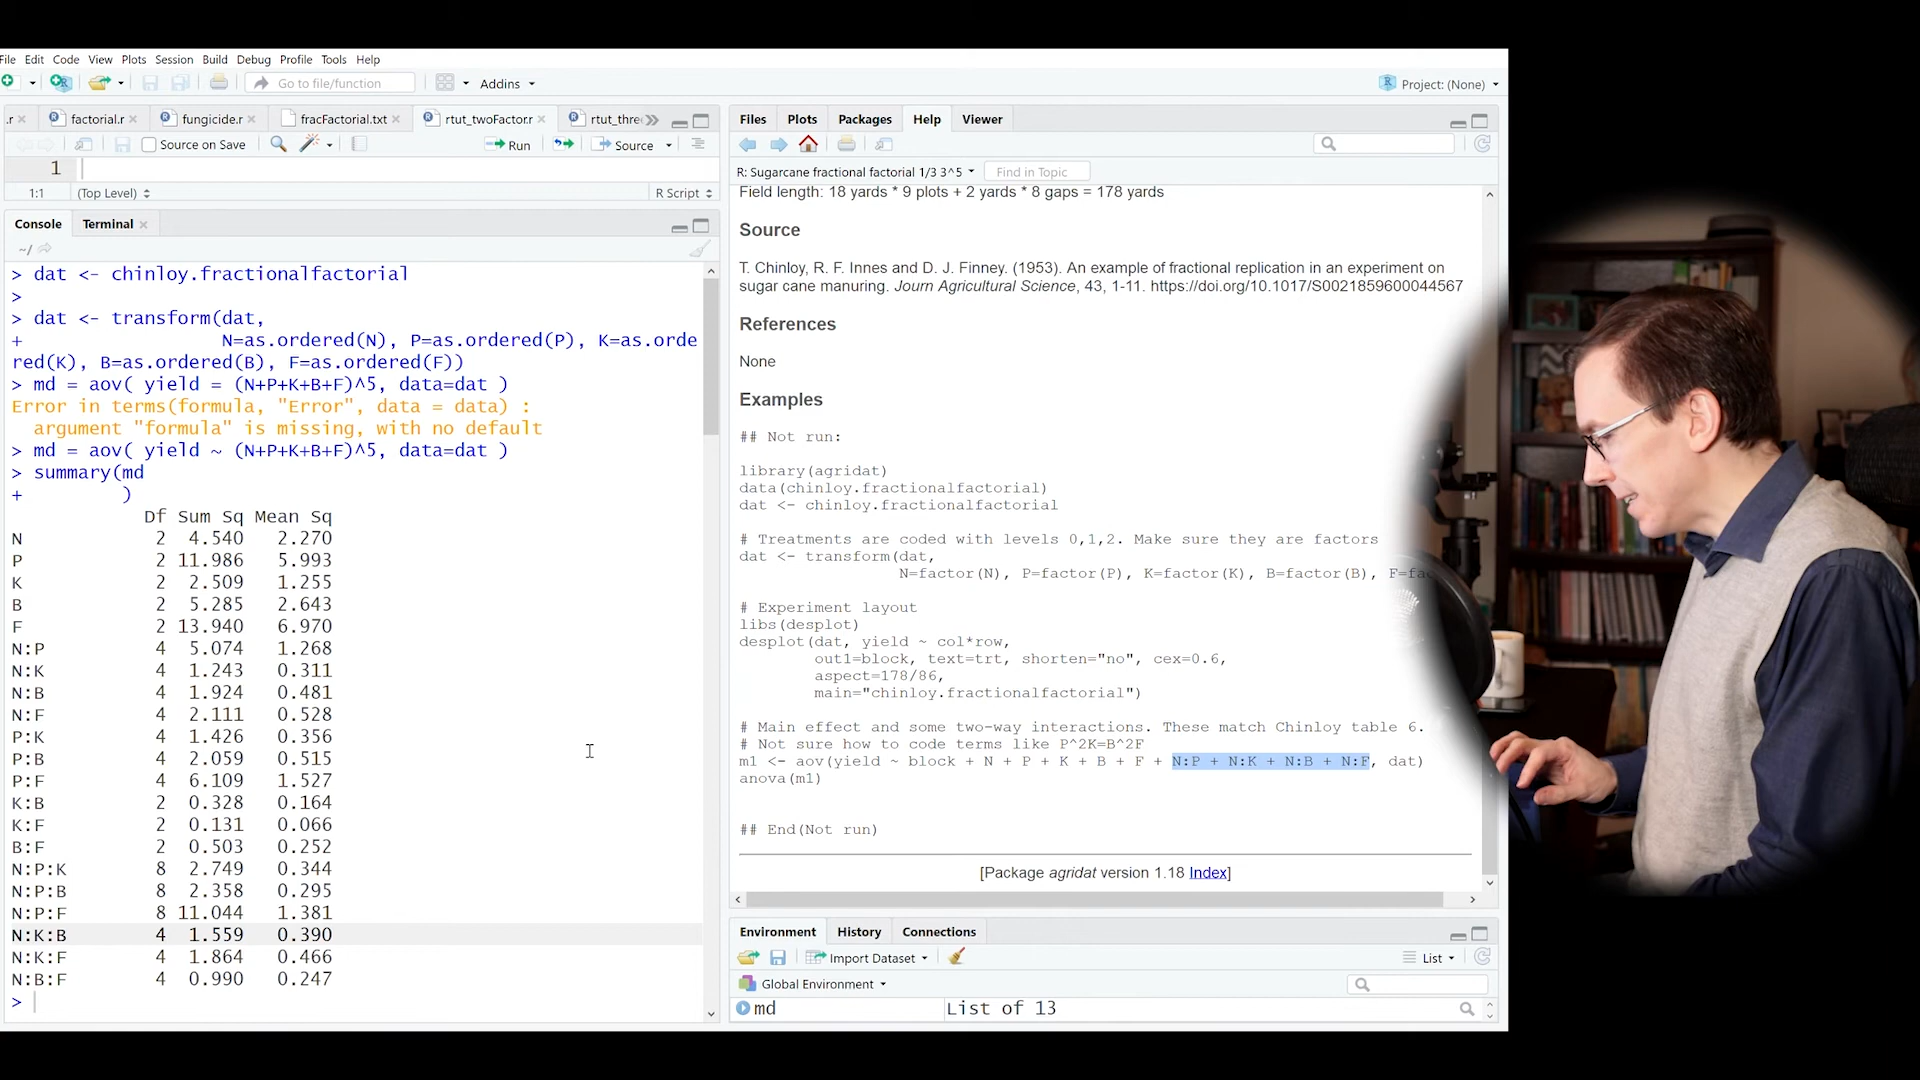 File Edit Code View Plots Session Build Debug Profile Tools Help
Go to file/function
Addins
Project: (None)
.r
factorial.r
fungicide.r
fracFactorial.txt
rtut_twoFactor.r
rtut_thre
Source on Save
Run
Source
1
1:1
(Top Level)
R Script
Console
Terminal
~/
> dat <- chinloy.fractionalfactorial
>
> dat <- transform(dat,
+ N=as.ordered(N), P=as.ordered(P), K=as.orde
red(K), B=as.ordered(B), F=as.ordered(F))
> md = aov( yield = (N+P+K+B+F)^5, data=dat )
Error in terms(formula, "Error", data = data) :
argument "formula" is missing, with no default
> md = aov( yield ~ (N+P+K+B+F)^5, data=dat )
> summary(md
+ )
Df Sum Sq Mean Sq
N 2 4.540 2.270
P 2 11.986 5.993
K 2 2.509 1.255
B 2 5.285 2.643
F 2 13.940 6.970
N:P 4 5.074 1.268
N:K 4 1.243 0.311
N:B 4 1.924 0.481
N:F 4 2.111 0.528
P:K 4 1.426 0.356
P:B 4 2.059 0.515
P:F 4 6.109 1.527
K:B 2 0.328 0.164
K:F 2 0.131 0.066
B:F 2 0.503 0.252
N:P:K 8 2.749 0.344
N:P:B 8 2.358 0.295
N:P:F 8 11.044 1.381
N:K:B 4 1.559 0.390
N:K:F 4 1.864 0.466
N:B:F 4 0.990 0.247
>
Files Plots Packages Help Viewer
R: Sugarcane fractional factorial 1/3 3^5
Find in Topic
Field length: 18 yards * 9 plots + 2 yards * 8 gaps = 178 yards
Source
T. Chinloy, R. F. Innes and D. J. Finney. (1953). An example of fractional replication in an experiment on
sugar cane manuring. Journ Agricultural Science, 43, 1-11. https://doi.org/10.1017/S0021859600044567
References
None
Examples
## Not run:
library(agridat)
data(chinloy.fractionalfactorial)
dat <- chinloy.fractionalfactorial
# Treatments are coded with levels 0,1,2. Make sure they are factors
dat <- transform(dat,
N=factor(N), P=factor(P), K=factor(K), B=factor(B), F=fac
# Experiment layout
libs(desplot)
desplot(dat, yield ~ col*row,
out1=block, text=trt, shorten="no", cex=0.6,
aspect=178/86,
main="chinloy.fractionalfactorial")
# Main effect and some two-way interactions. These match Chinloy table 6.
# Not sure how to code terms like P^2K=B^2F
m1 <- aov(yield ~ block + N + P + K + B + F + N:P + N:K + N:B + N:F, dat)
anova(m1)
## End(Not run)
[Package agridat version 1.18 Index]
Environment History Connections
Import Dataset
List
Global Environment
md List of 13